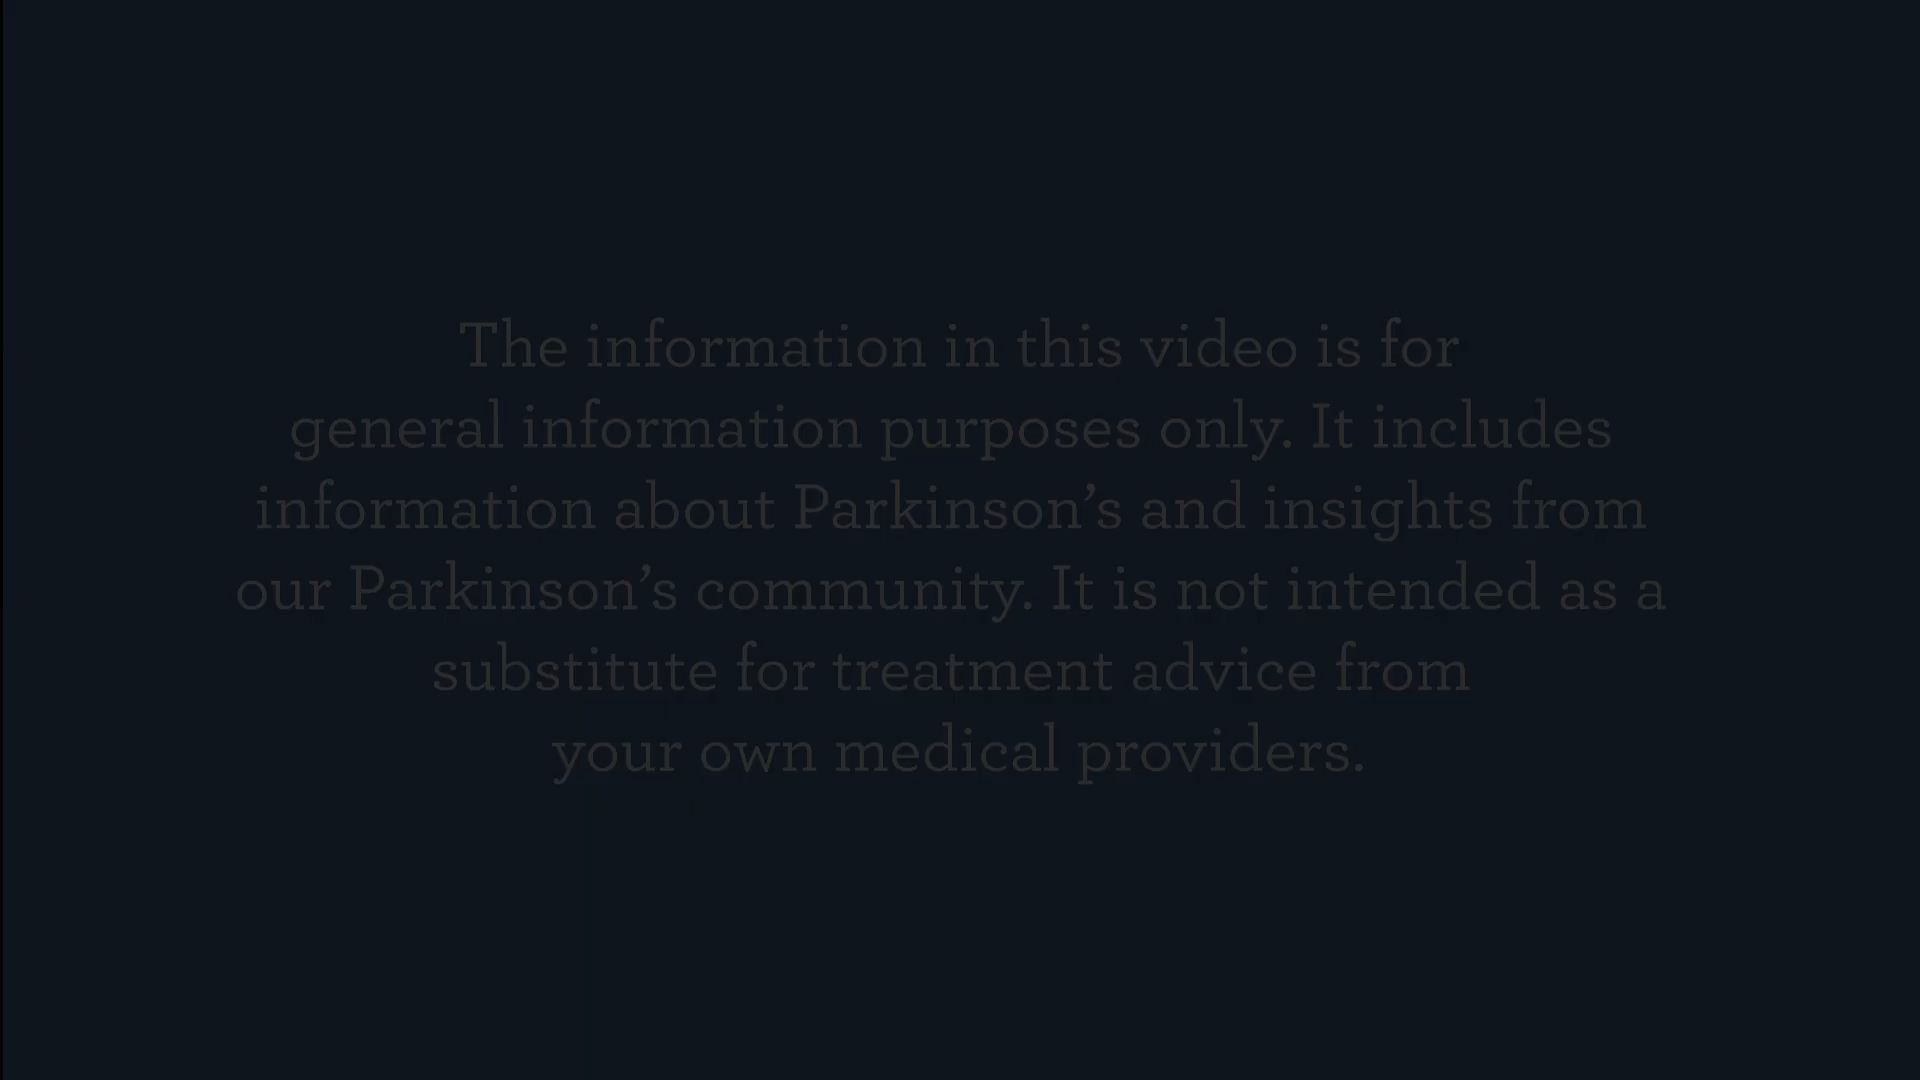 The information in this video is for
general information purposes only. It includes
information about Parkinson’s and insights from
our Parkinson’s community. It is not intended as a
substitute for treatment advice from
your own medical providers.